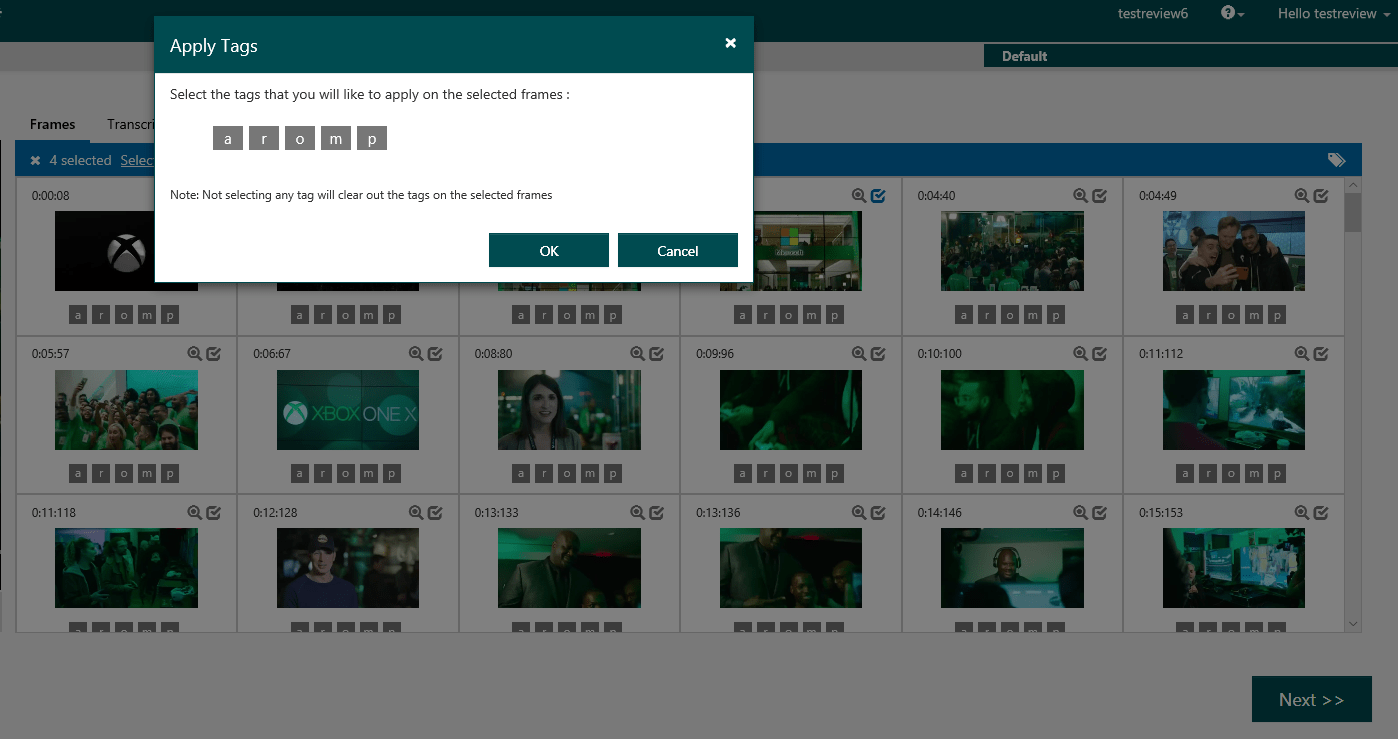 testreview6 Hello testreview
Apply Tags
Default
Select the tags that you will like to apply on the selected frames :
Frames
a r o m p
4 selected
Note: Not selecting any tag will clear out the tags on the selected frames
0:00:08 0:04:40 0:04:49
OK Cancel
Microsoft
a r o m p a r o m p a r o m p a r o m p a r o m p a r o m p
0:05:57 0:06:67 0:08:80 0:09:96 0:10:100 0:11:112
XBOX ONE X
a r o m p a r o m p a r o m p a r o m p a r o m p a r o m p
0:11:118 0:12:128 0:13:133 0:13:136 0:14:146 0:15:153
a r o m p a r o m p a r o m p a r o m p a r o m p a r o m p
Next >>